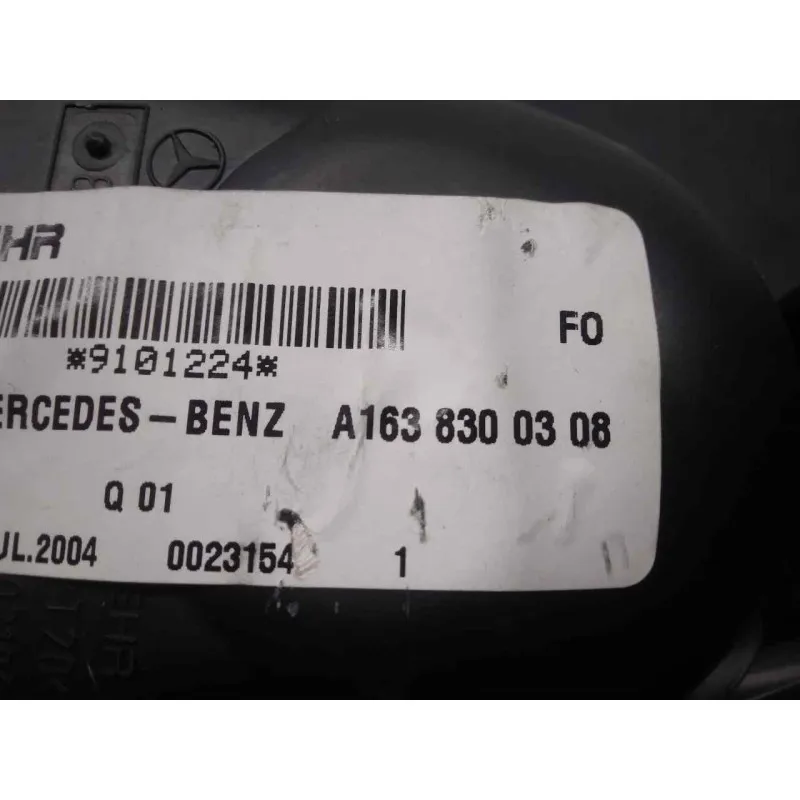 HR
*9101224*
FO
ERCEDES-BENZ A163 830 03 08
Q 01
UL.2004 0023154 1